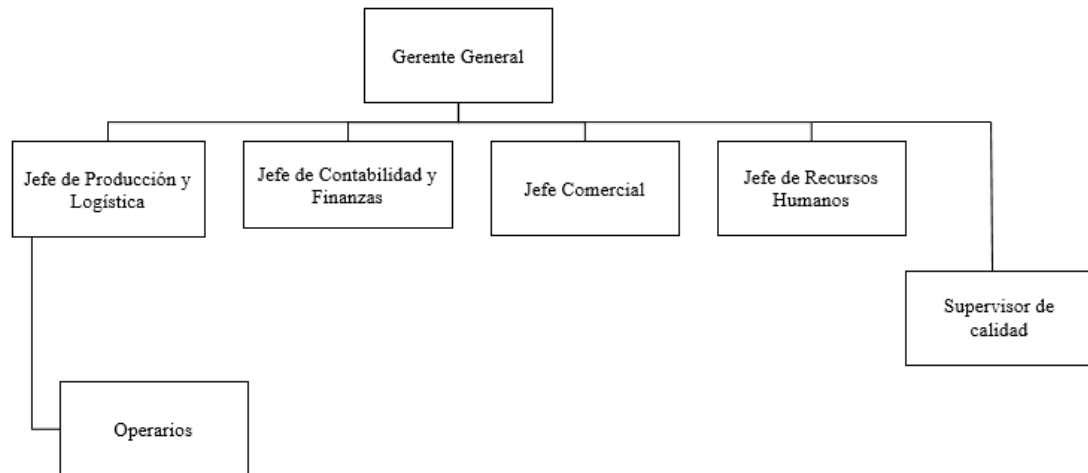 Gerente General
Jefe de Producción y
Logística
Jefe de Contabilidad y
Finanzas
Jefe Comercial
Jefe de Recursos
Humanos
Supervisor de
calidad
Operarios